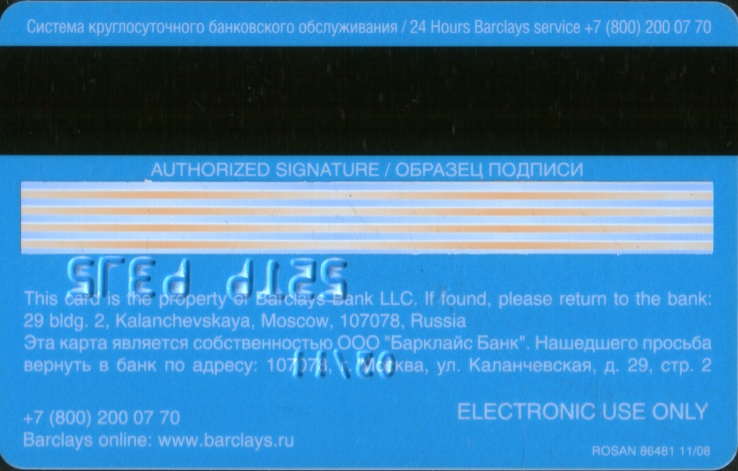 Система круглосуточного банковского обслуживания / 24 Hours Barclays service +7 (800) 200 07 70
AUTHORIZED SIGNATURE / ОБРАЗЕЦ ПОДПИСИ
This card is the property of Barclays Bank LLC. If found, please return to the bank:
29 bldg. 2, Kalanchevskaya, Moscow, 107078, Russia
Эта карта является собственностью ООО "Барклайс Банк". Нашедшего просьба
вернуть в банк по адресу: 107078, г. Москва, ул. Каланчевская, д. 29, стр. 2
+7 (800) 200 07 70
ELECTRONIC USE ONLY
Barclays online: www.barclays.ru
ROSAN 86481 11/08